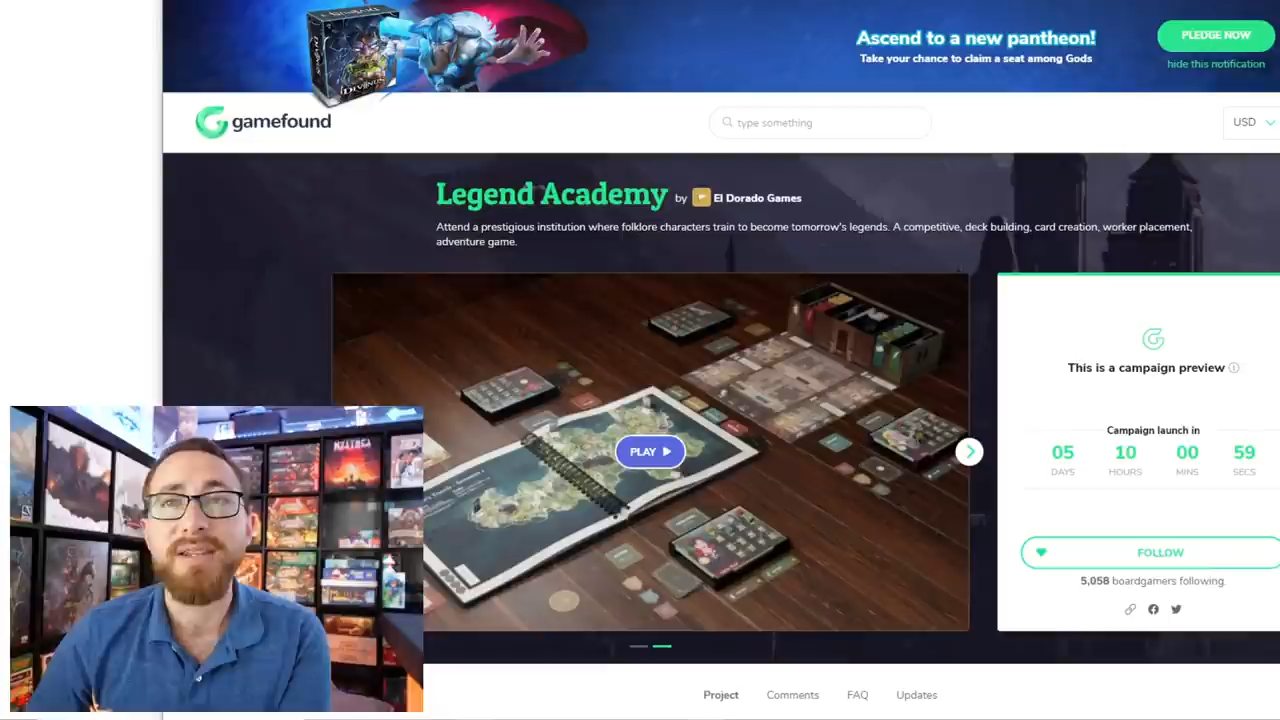 Ascend to a new pantheon!
Take your chance to claim a seat among Gods
PLEDGE NOW
hide this notification
DIVINUS
gamefound
type something
USD
Legend Academy by El Dorado Games
Attend a prestigious institution where folklore characters train to become tomorrow's legends. A competitive, deck building, card creation, worker placement,
adventure game.
PLAY
This is a campaign preview
Campaign launch in
05 10 00 59
DAYS HOURS MINS SECS
FOLLOW
5,058 boardgamers following
Project Comments FAQ Updates